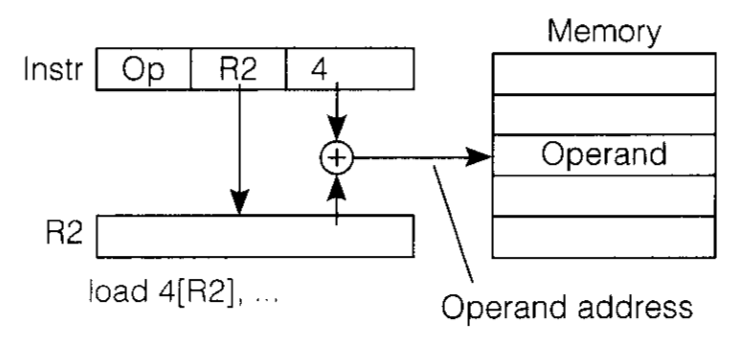 Memory
Instr Op R2 4
+
Operand
R2
load 4[R2], ...
Operand address